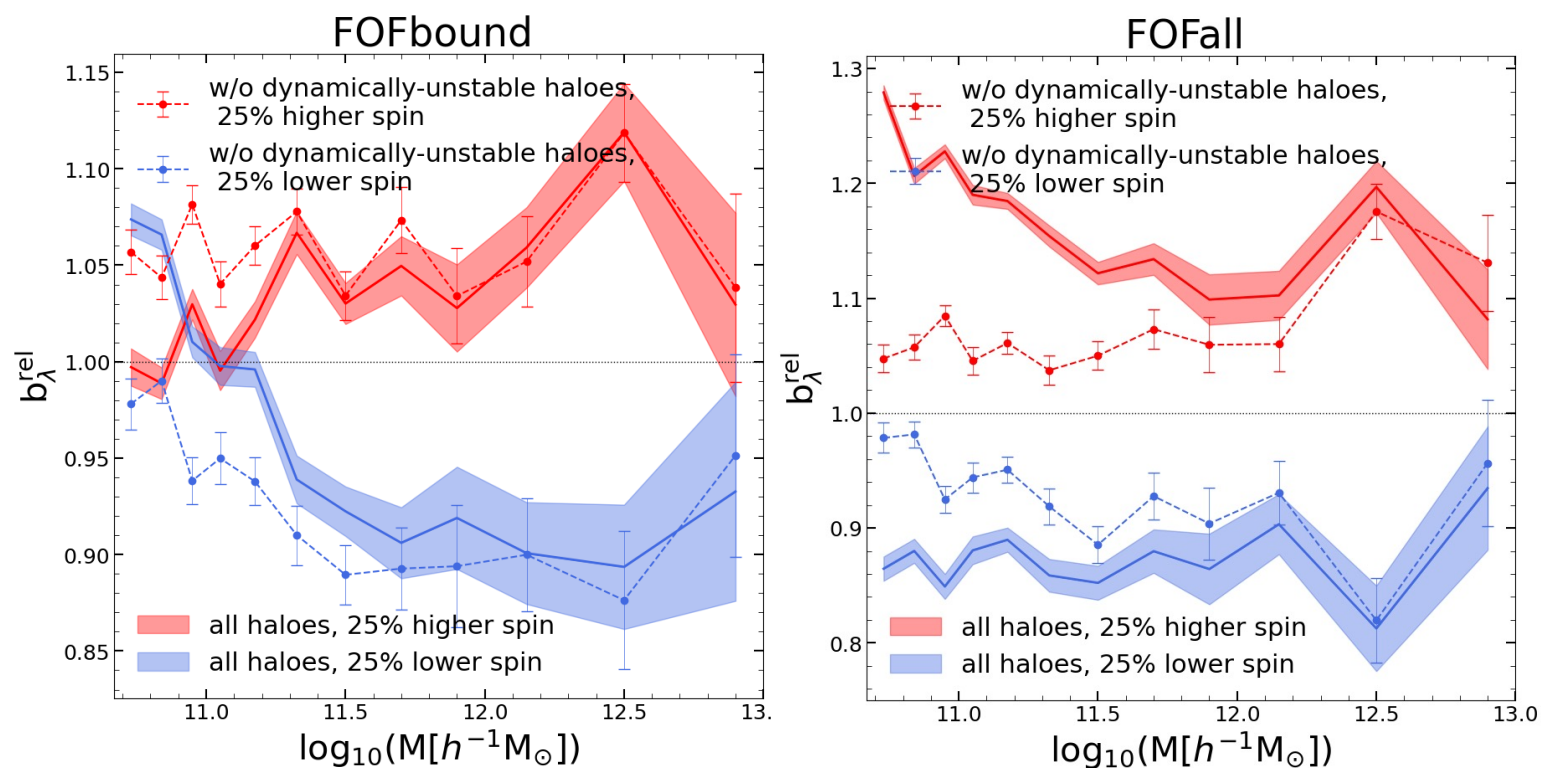 FOFbound
1.15
1.10
1.05
1.00
0.95
0.90
0.85
b_λ^rel
w/o dynamically-unstable haloes,
25% higher spin
w/o dynamically-unstable haloes,
25% lower spin
all haloes, 25% higher spin
all haloes, 25% lower spin
11.0 11.5 12.0 12.5 13.
log₁₀(M[h⁻¹M☉])
FOFall
1.3
1.2
1.1
1.0
0.9
0.8
b_λ^rel
w/o dynamically-unstable haloes,
25% higher spin
w/o dynamically-unstable haloes,
25% lower spin
all haloes, 25% higher spin
all haloes, 25% lower spin
11.0 11.5 12.0 12.5 13.0
log₁₀(M[h⁻¹M☉])